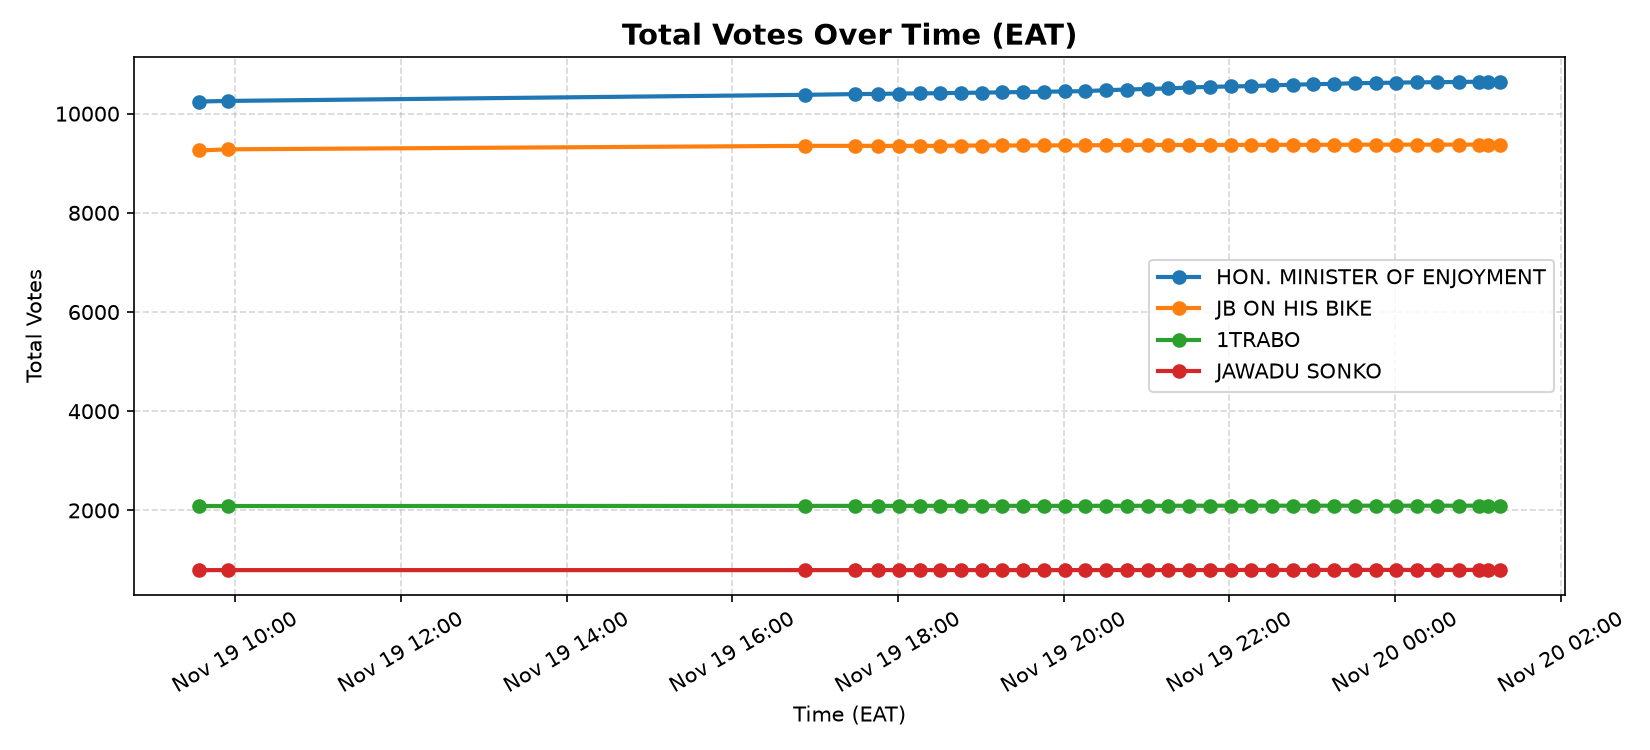 Total Votes Over Time (EAT)
10000
8000
6000
4000
2000
Total Votes
HON. MINISTER OF ENJOYMENT
JB ON HIS BIKE
1TRABO
JAWADU SONKO
Nov 19 10:00
Nov 19 12:00
Nov 19 14:00
Nov 19 16:00
Nov 19 18:00
Nov 19 20:00
Nov 19 22:00
Nov 20 00:00
Nov 20 02:00
Time (EAT)